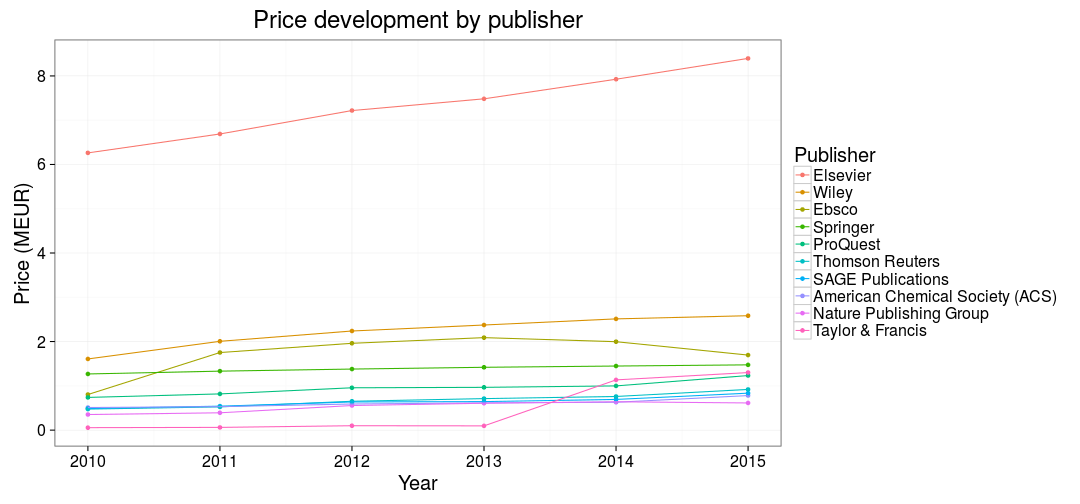 Price development by publisher
Price (MEUR)
8
6
4
2
0
2010 2011 2012 2013 2014 2015
Year
Publisher
Elsevier
Wiley
Ebsco
Springer
ProQuest
Thomson Reuters
SAGE Publications
American Chemical Society (ACS)
Nature Publishing Group
Taylor & Francis